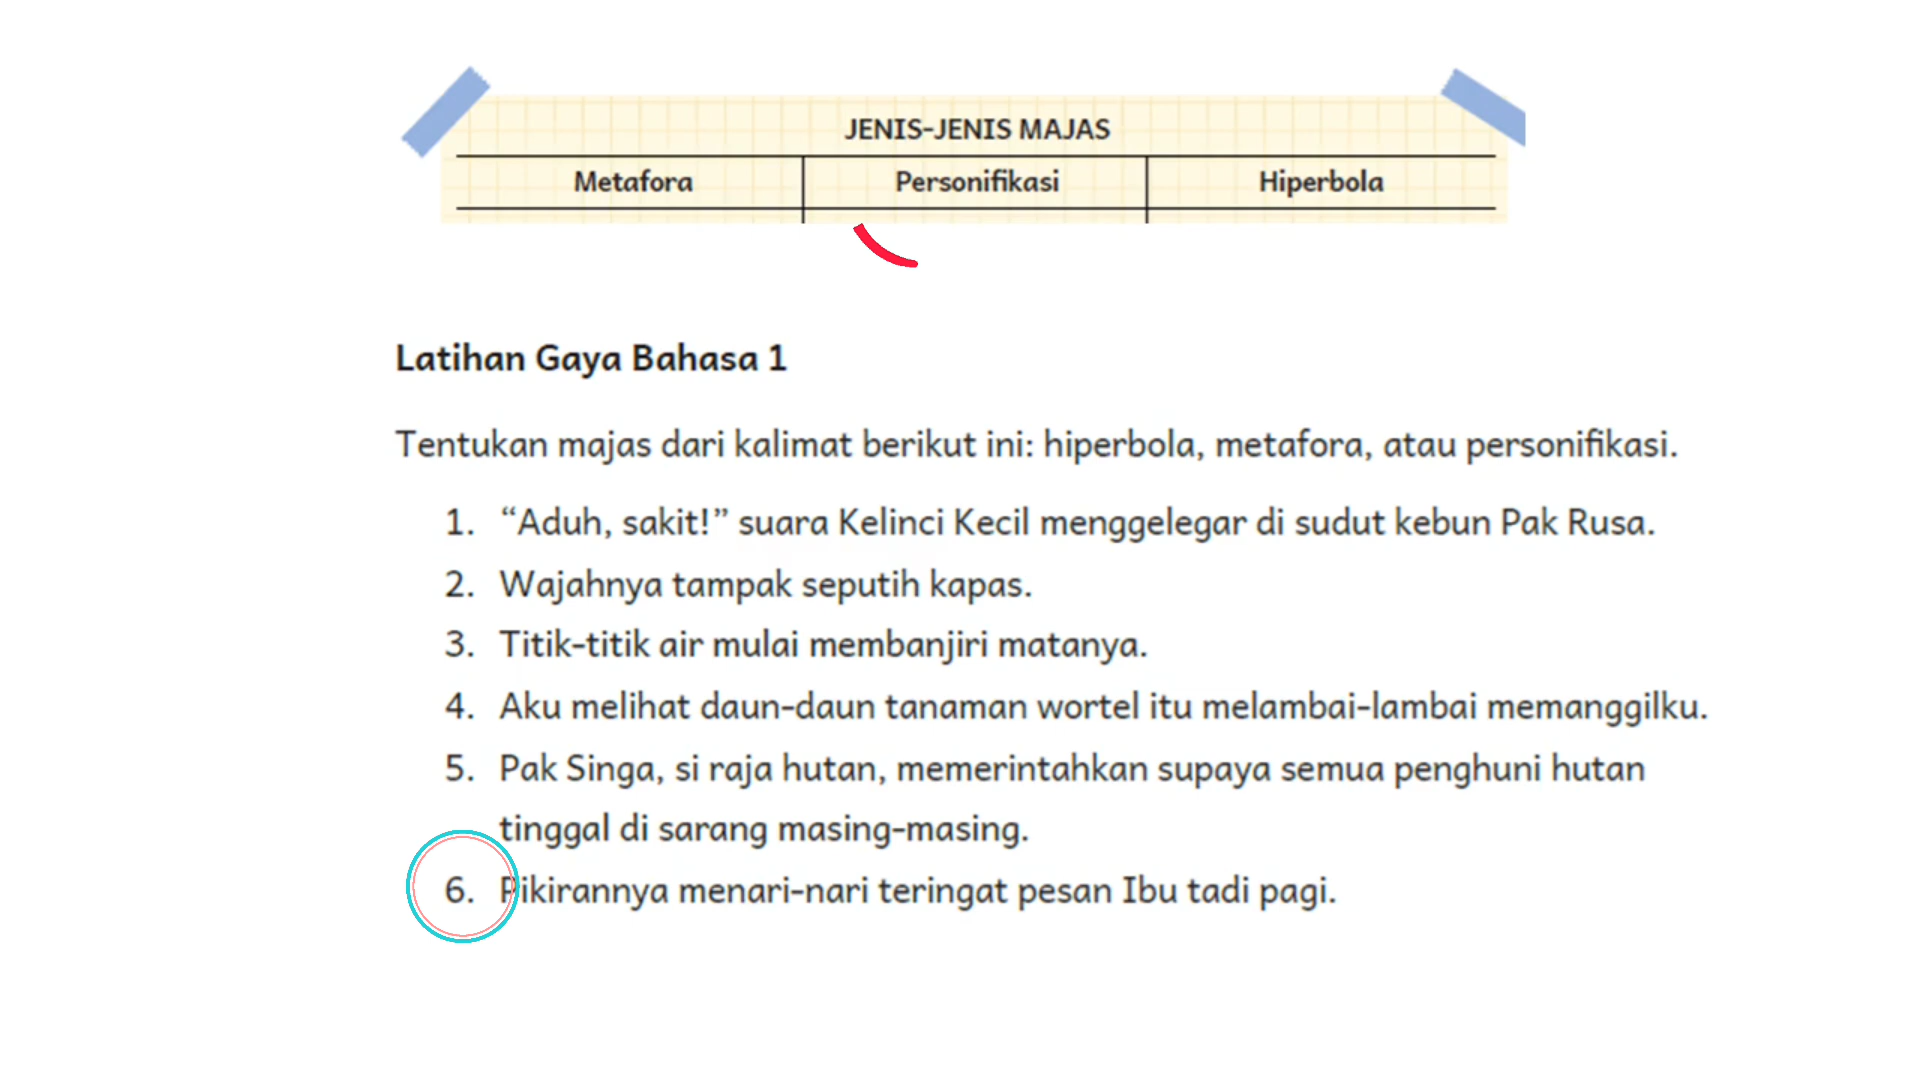 JENIS-JENIS MAJAS
Metafora Personifikasi Hiperbola
Latihan Gaya Bahasa 1
Tentukan majas dari kalimat berikut ini: hiperbola, metafora, atau personifikasi.
1. “Aduh, sakit!” suara Kelinci Kecil menggelegar di sudut kebun Pak Rusa.
2. Wajahnya tampak seputih kapas.
3. Titik-titik air mulai membanjiri matanya.
4. Aku melihat daun-daun tanaman wortel itu melambai-lambai memanggilku.
5. Pak Singa, si raja hutan, memerintahkan supaya semua penghuni hutan
tinggal di sarang masing-masing.
6. Pikirannya menari-nari teringat pesan Ibu tadi pagi.